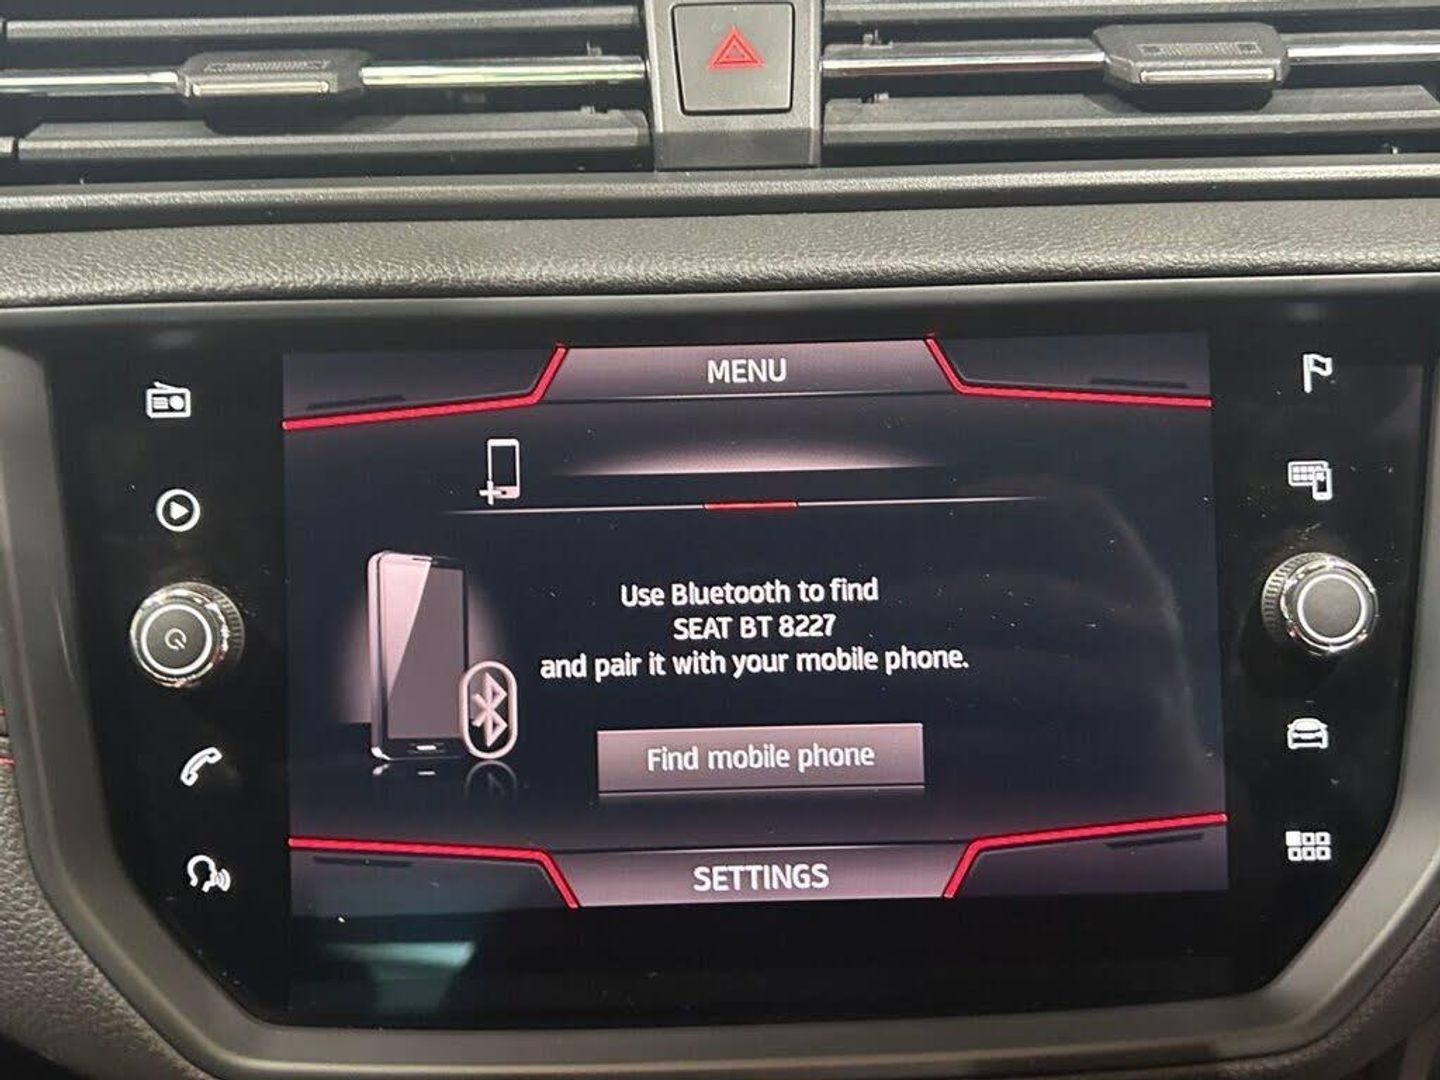 MENU
Use Bluetooth to find
SEAT BT 8227
and pair it with your mobile phone.
Find mobile phone
SETTINGS